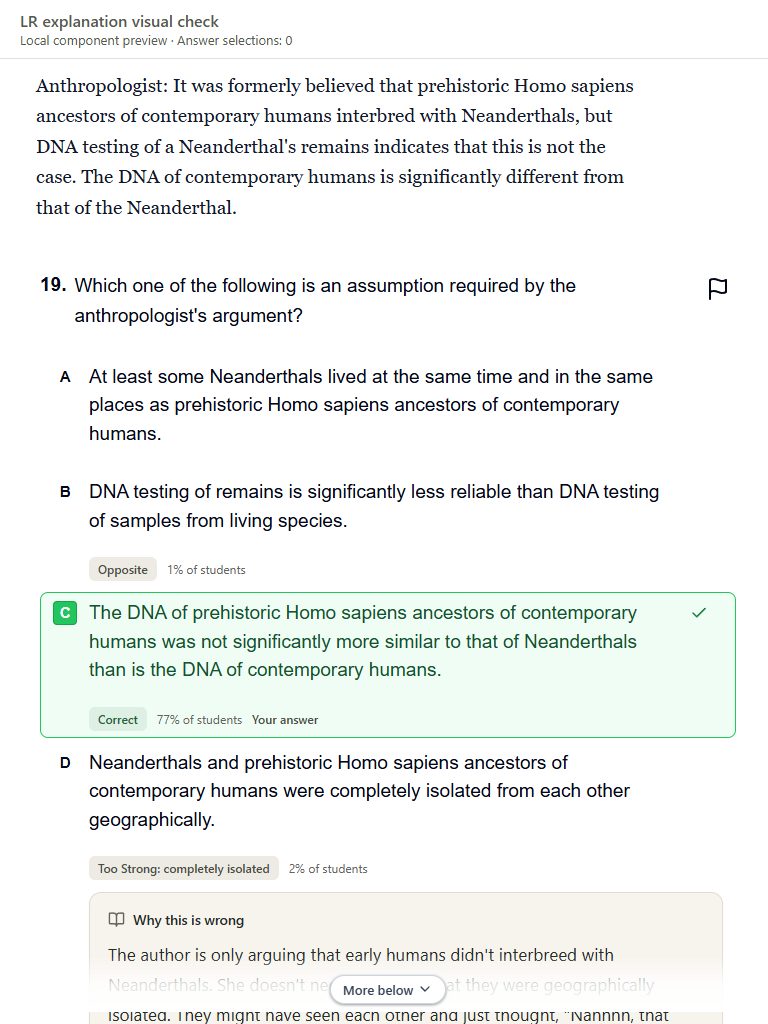 LR explanation visual check
Local component preview · Answer selections: 0
Anthropologist: It was formerly believed that prehistoric Homo sapiens
ancestors of contemporary humans interbred with Neanderthals, but
DNA testing of a Neanderthal's remains indicates that this is not the
case. The DNA of contemporary humans is significantly different from
that of the Neanderthal.
19. Which one of the following is an assumption required by the
anthropologist's argument?
A At least some Neanderthals lived at the same time and in the same
places as prehistoric Homo sapiens ancestors of contemporary
humans.
B DNA testing of remains is significantly less reliable than DNA testing
of samples from living species.
Opposite 1% of students
C The DNA of prehistoric Homo sapiens ancestors of contemporary
humans was not significantly more similar to that of Neanderthals
than is the DNA of contemporary humans.
Correct 77% of students Your answer
D Neanderthals and prehistoric Homo sapiens ancestors of
contemporary humans were completely isolated from each other
geographically.
Too Strong: completely isolated 2% of students
Why this is wrong
The author is only arguing that early humans didn't interbreed with
Neanderthals. She doesn't at they were geographically
More below
isolated. They might have seen each other and just thought, "Nahhh, that